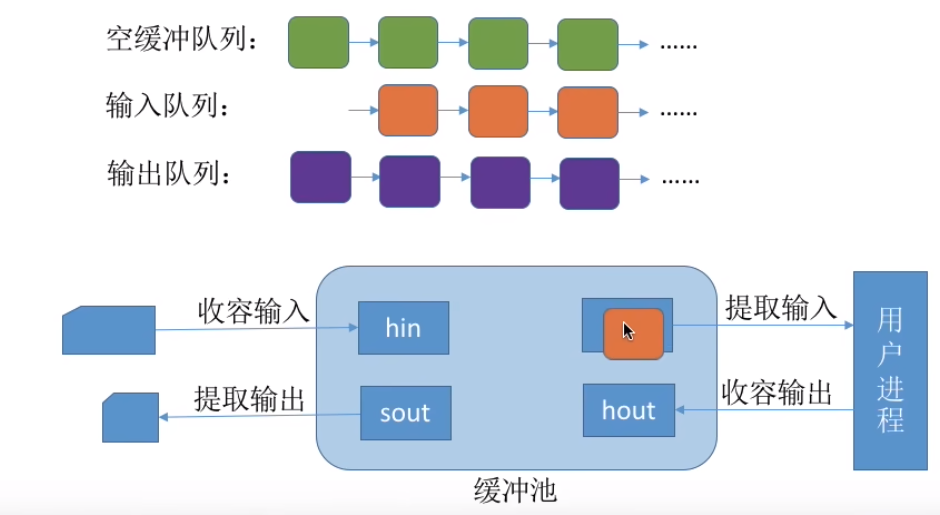 空缓冲队列：
……
输入队列：
……
输出队列：
……
收容输入
hin
提取输入
用户进程
提取输出
sout
hout
收容输出
缓冲池